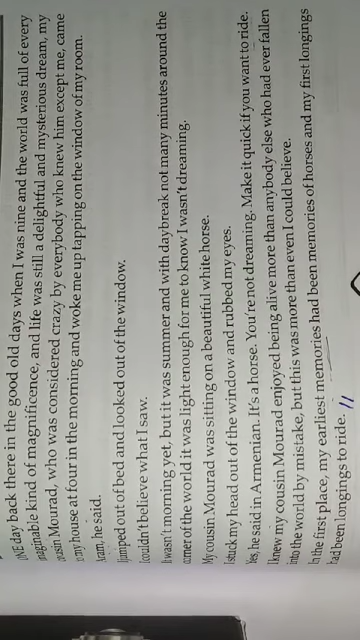 ONE day back there in the good old days when I was nine and the world was full of every
imaginable kind of magnificence, and life was still a delightful and mysterious dream, my
cousin Mourad, who was considered crazy by everybody who knew him except me, came
to my house at four in the morning and woke me up tapping on the window of my room.
Aram, he said.
I jumped out of bed and looked out of the window.
I couldn't believe what I saw.
It wasn't morning yet, but it was summer and with daybreak not many minutes around the
corner of the world it was light enough for me to know I wasn't dreaming.
My cousin Mourad was sitting on a beautiful white horse.
I stuck my head out of the window and rubbed my eyes.
Yes, he said in Armenian. It's a horse. You're not dreaming. Make it quick if you want to ride.
I knew my cousin Mourad enjoyed being alive more than anybody else who had ever fallen
into the world by mistake, but this was more than even I could believe.
In the first place, my earliest memories had been memories of horses and my first longings
had been longings to ride.